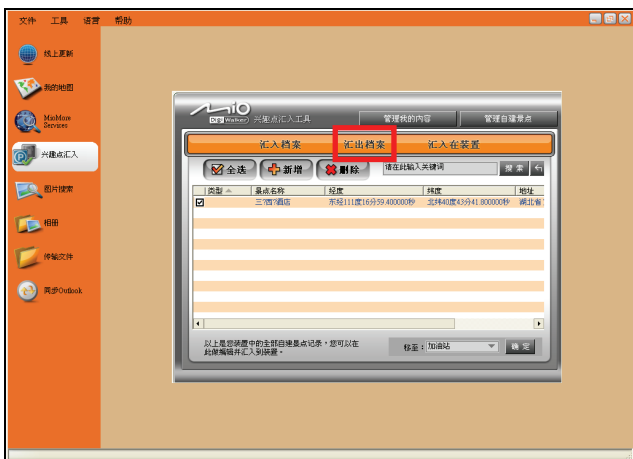 文件 工具 语言 帮助
线上更新
我的地图
MioMore
Services
兴趣点汇入
图片搜索
相册
传输文件
同步Outlook
Mio
DigiWalker 兴趣点汇入工具
管理我的内容 管理自建景点
汇入档案 汇出档案 汇入在装置
全选 新增 删除 请在此输入关键词 搜索
类型 景点名称 经度 纬度 地址
三?西?酒店 东经111度16分59.400000秒 北纬40度43分41.800000秒 湖北省
以上是您装置中的全部自建景点记录，您可以在
此做编辑并汇入到装置。
移至：加油站 确定